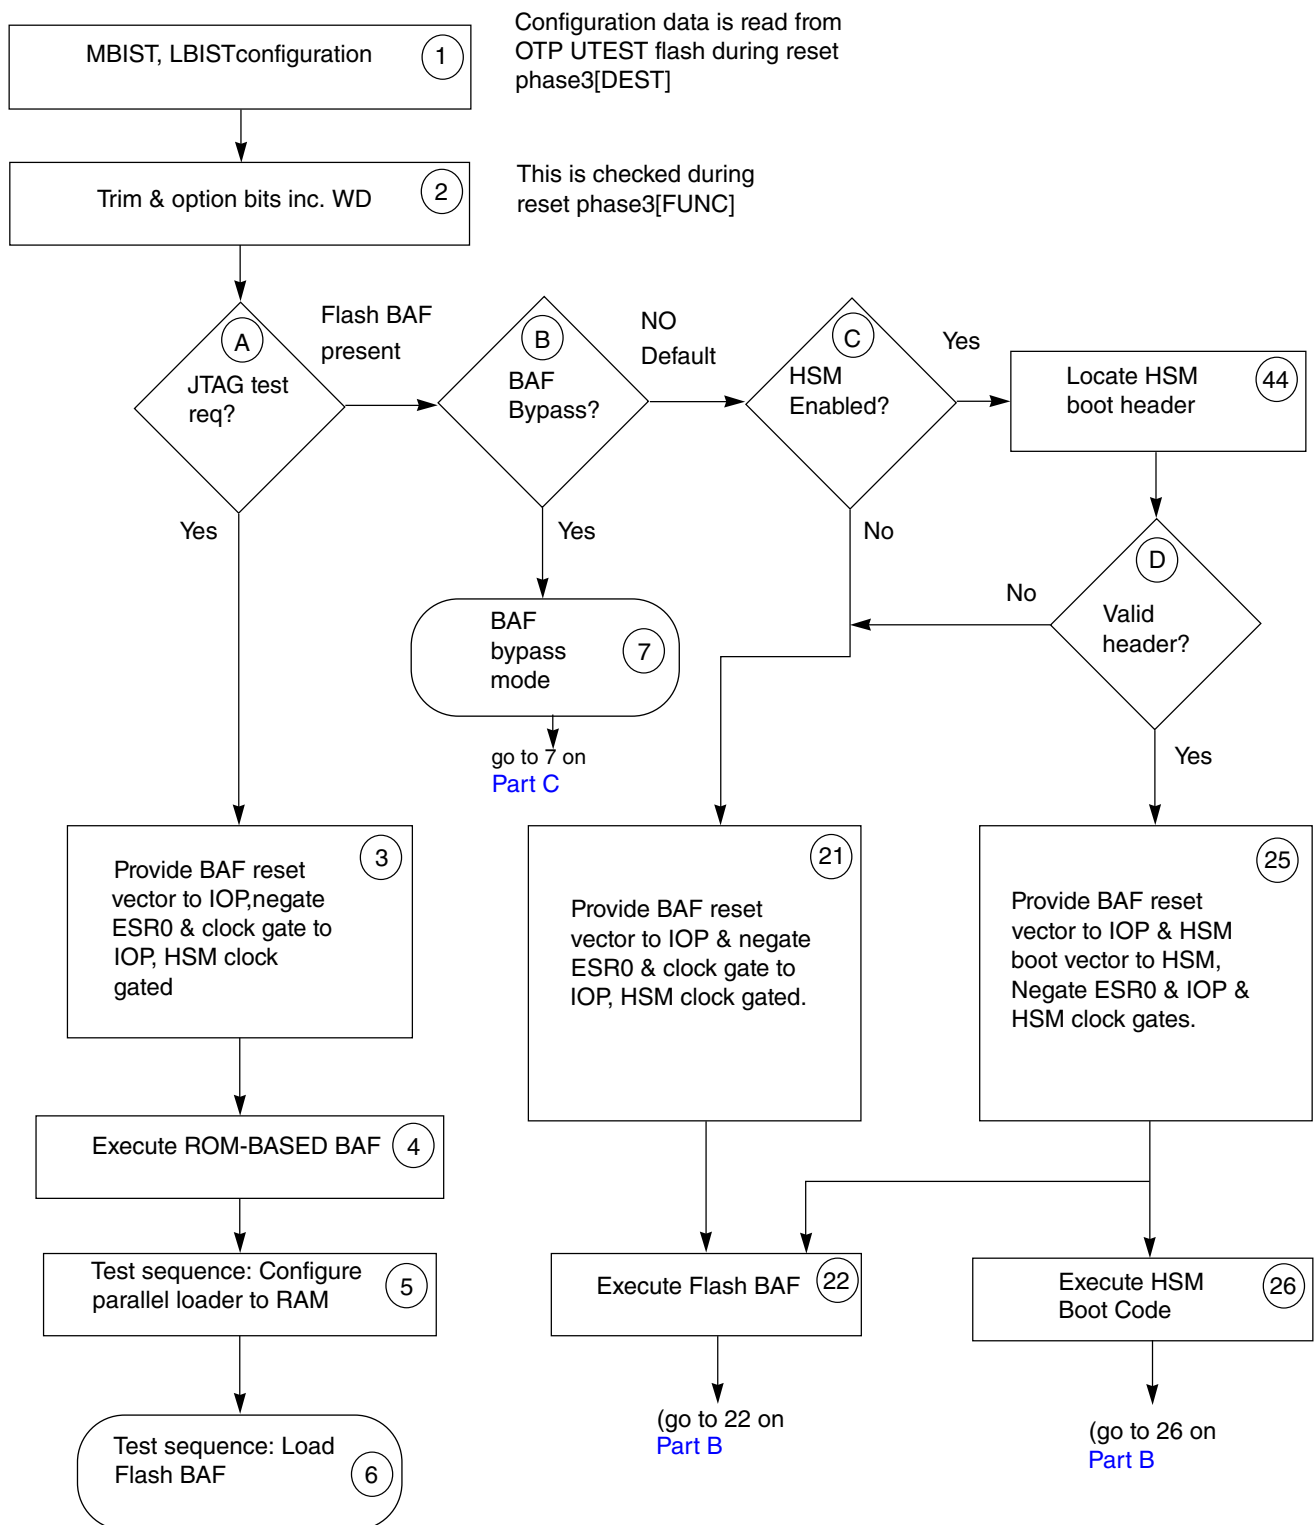 Configuration data is read from
OTP UTEST flash during reset
phase3[DEST]
MBIST, LBISTconfiguration
1
Trim & option bits inc. WD
2
This is checked during
reset phase3[FUNC]
A
JTAG test
req?
Flash BAF
present
B
BAF
Bypass?
NO
Default
C
HSM
Enabled?
Yes
Locate HSM
boot header
44
Yes
Yes
No
No
D
Valid
header?
Yes
BAF
bypass
mode
7
go to 7 on
Part C
3
Provide BAF reset
vector to IOP,negate
ESR0 & clock gate to
IOP, HSM clock
gated
21
Provide BAF reset
vector to IOP & negate
ESR0 & clock gate to
IOP, HSM clock gated.
25
Provide BAF reset
vector to IOP & HSM
boot vector to HSM,
Negate ESR0 & IOP &
HSM clock gates.
Execute ROM-BASED BAF
4
Test sequence: Configure
parallel loader to RAM
5
Execute Flash BAF
22
Execute HSM
Boot Code
26
(go to 22 on
Part B
(go to 26 on
Part B
Test sequence: Load
Flash BAF
6